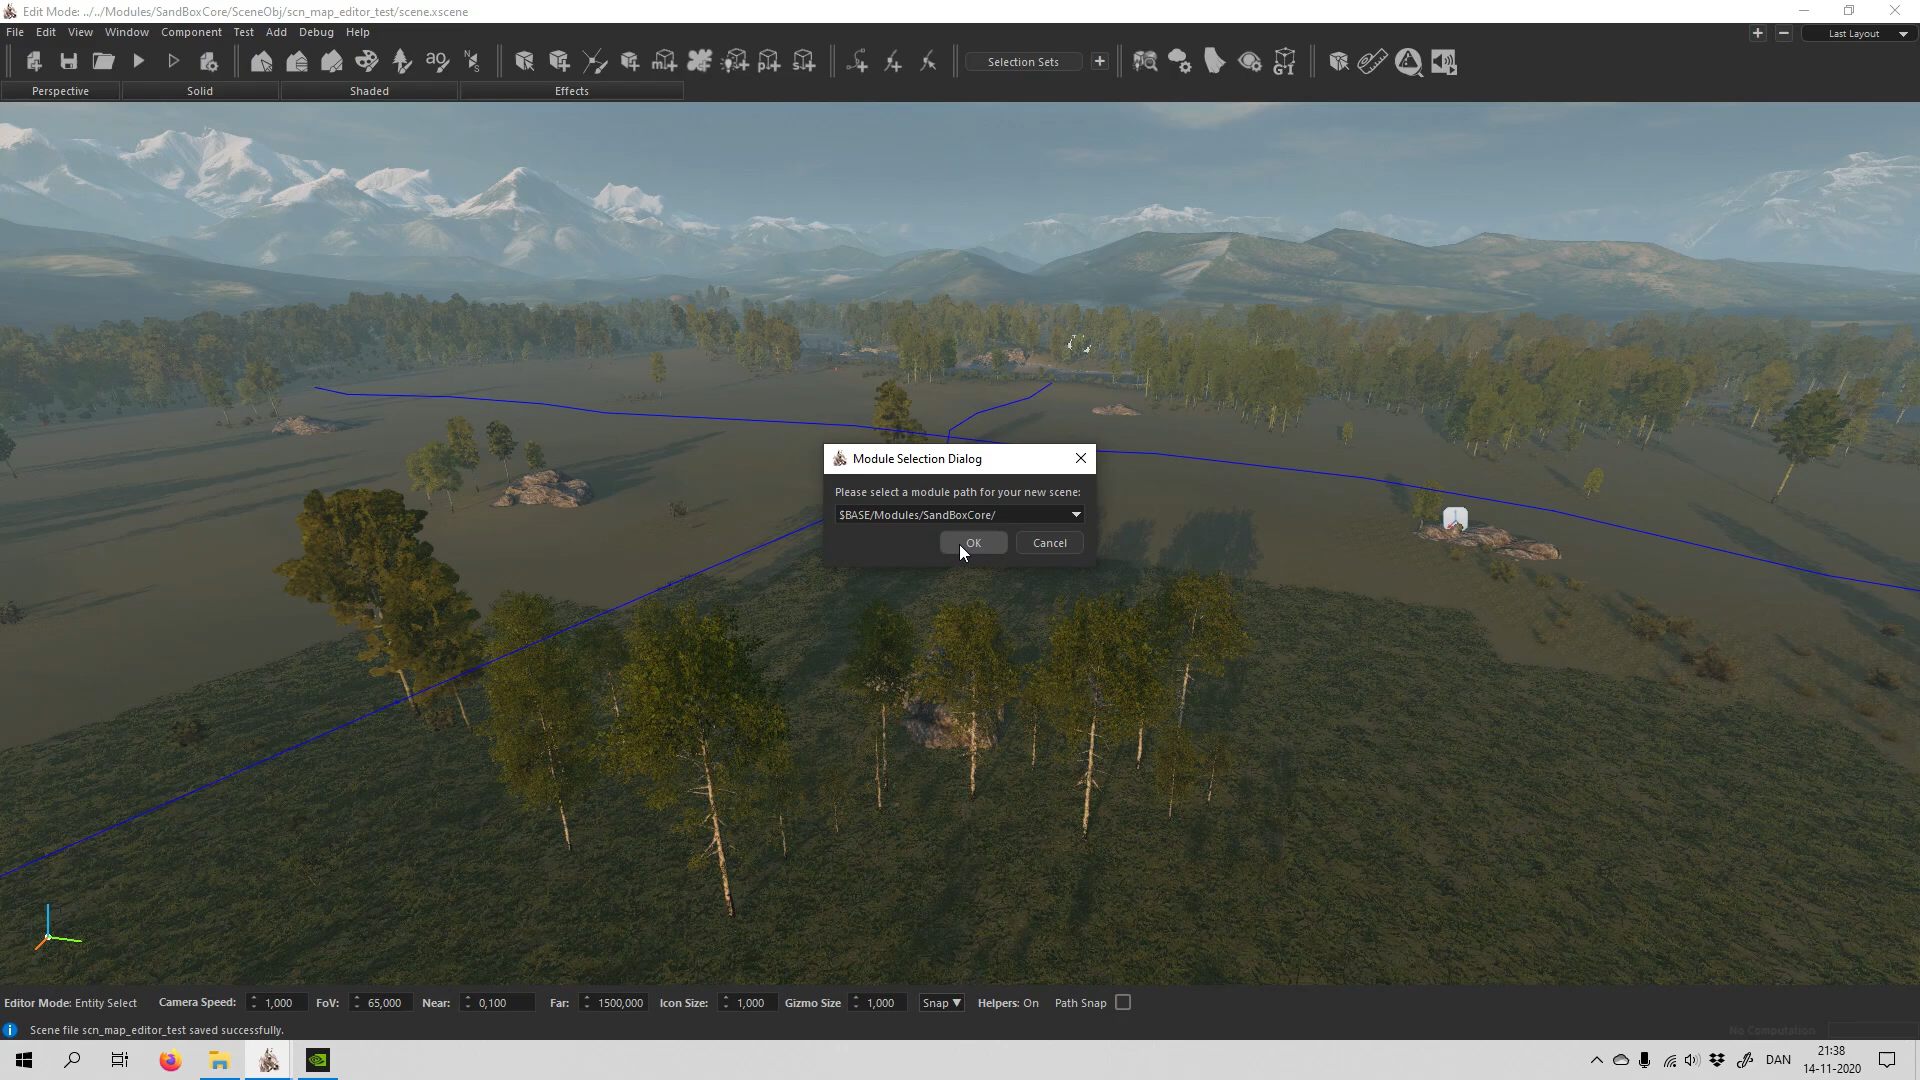 Edit Mode: ../../Modules/SandBoxCore/SceneObj/scn_map_editor_test/scene.xscene
File Edit View Window Component Test Add Debug Help
Last Layout
Selection Sets
GI
Perspective Solid Shaded Effects
Module Selection Dialog
Please select a module path for your new scene:
$BASE/Modules/SandBoxCore/
OK Cancel
Editor Mode: Entity Select Camera Speed: 1,000 FoV: 65,000 Near: 0,100 Far: 1500,000 Icon Size: 1,000 Gizmo Size 1,000 Snap Helpers: On Path Snap
Scene file scn_map_editor_test saved successfully.
No Computation
DAN
21:38
14-11-2020